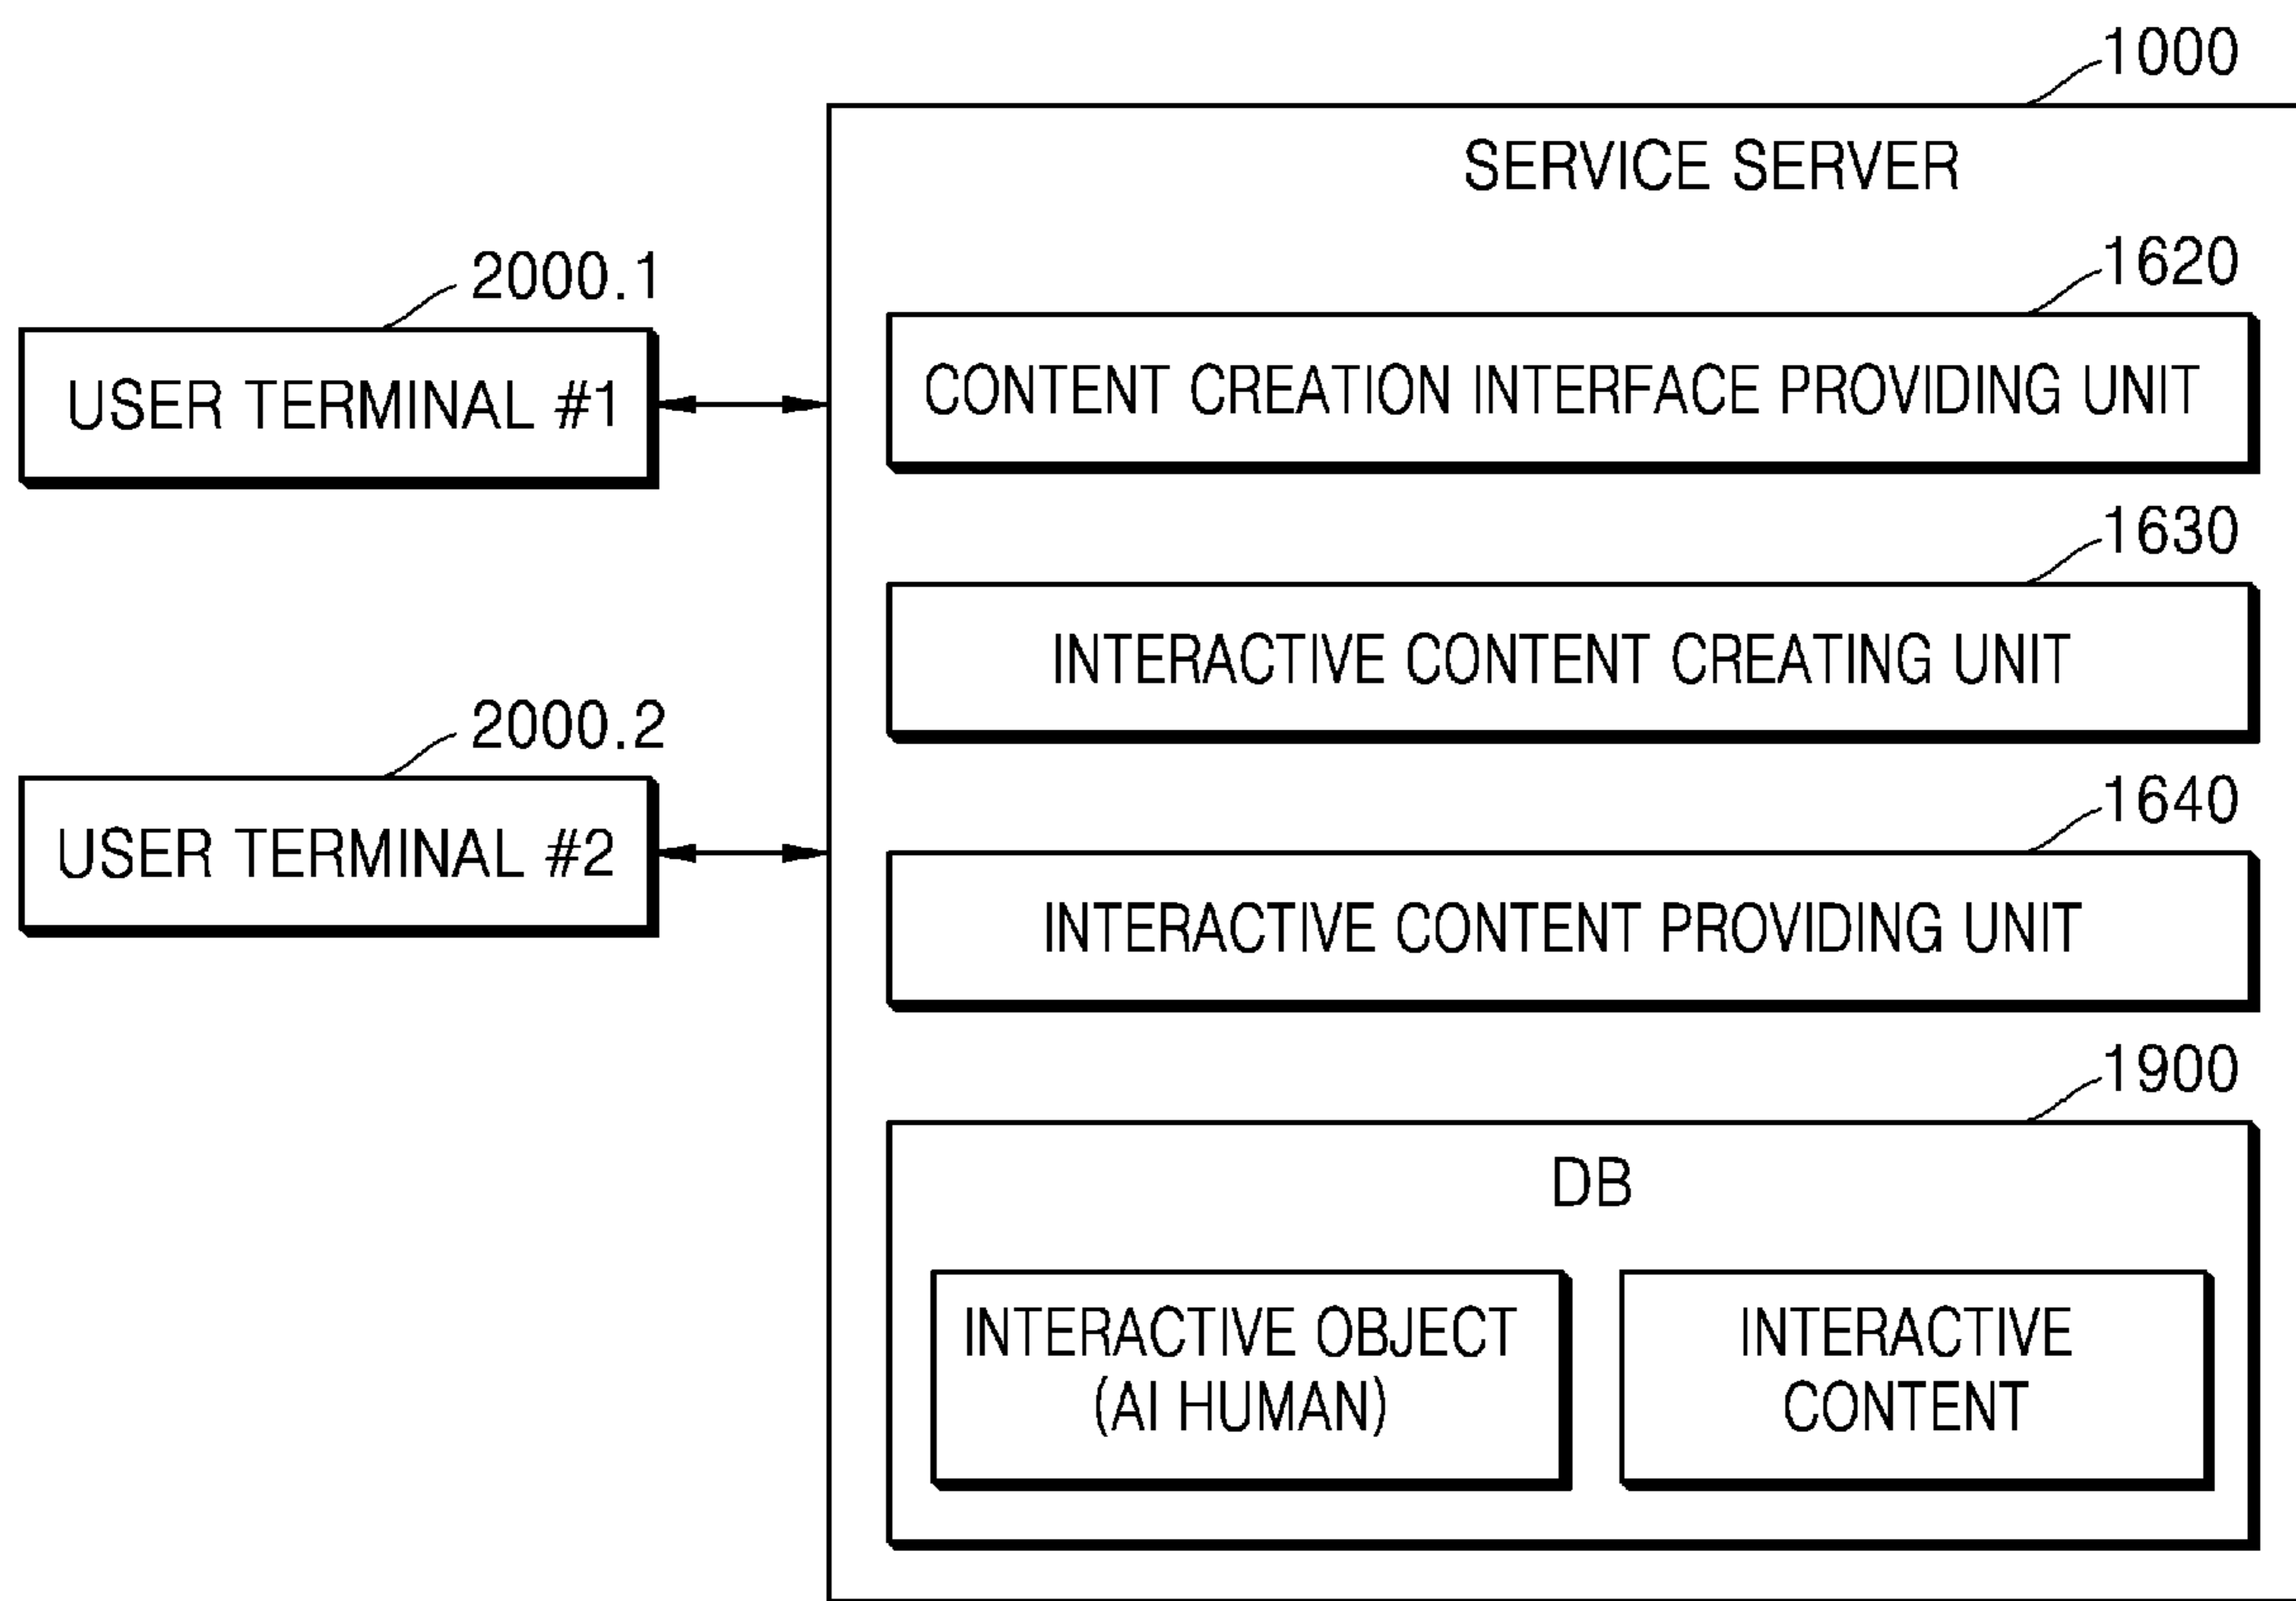 1000
SERVICE SERVER
2000.1
USER TERMINAL #1
1620
CONTENT CREATION INTERFACE PROVIDING UNIT
1630
INTERACTIVE CONTENT CREATING UNIT
2000.2
USER TERMINAL #2
1640
INTERACTIVE CONTENT PROVIDING UNIT
1900
DB
INTERACTIVE OBJECT
(AI HUMAN)
INTERACTIVE
CONTENT